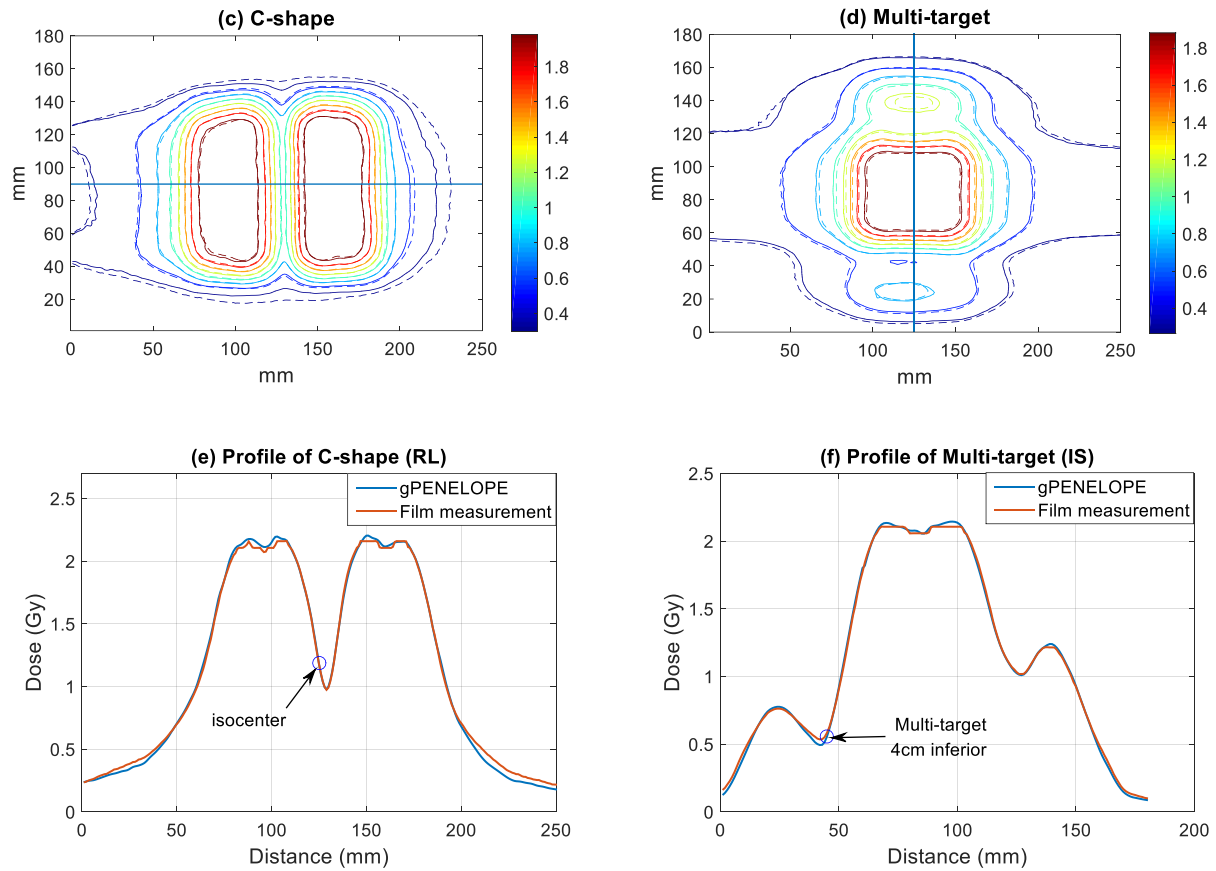 (c) C-shape
180
160
140
120
100
80
60
40
20
mm
0 50 100 150 200 250
mm
1.8
1.6
1.4
1.2
1
0.8
0.6
0.4
(d) Multi-target
180
160
140
120
100
80
60
40
20
0
mm
50 100 150 200 250
mm
1.8
1.6
1.4
1.2
1
0.8
0.6
0.4
(e) Profile of C-shape (RL)
gPENELOPE
Film measurement
2.5
2
1.5
1
0.5
0
Dose (Gy)
isocenter
0 50 100 150 200 250
Distance (mm)
(f) Profile of Multi-target (IS)
gPENELOPE
Film measurement
2.5
2
1.5
1
0.5
0
Dose (Gy)
Multi-target
4cm inferior
0 50 100 150 200
Distance (mm)